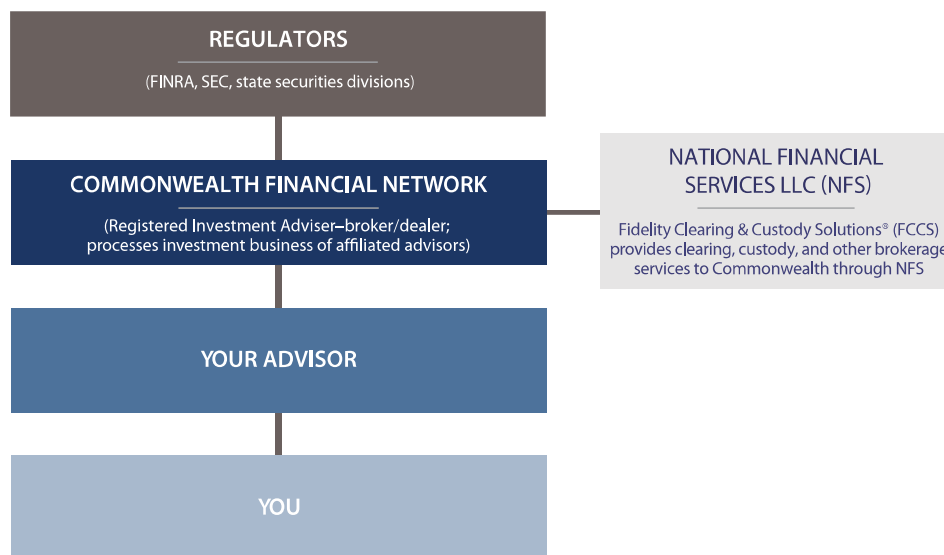 REGULATORS
(FINRA, SEC, state securities divisions)
COMMONWEALTH FINANCIAL NETWORK
(Registered Investment Adviser–broker/dealer;
processes investment business of affiliated advisors)
NATIONAL FINANCIAL
SERVICES LLC (NFS)
Fidelity Clearing & Custody Solutions® (FCCS)
provides clearing, custody, and other brokerage
services to Commonwealth through NFS
YOUR ADVISOR
YOU